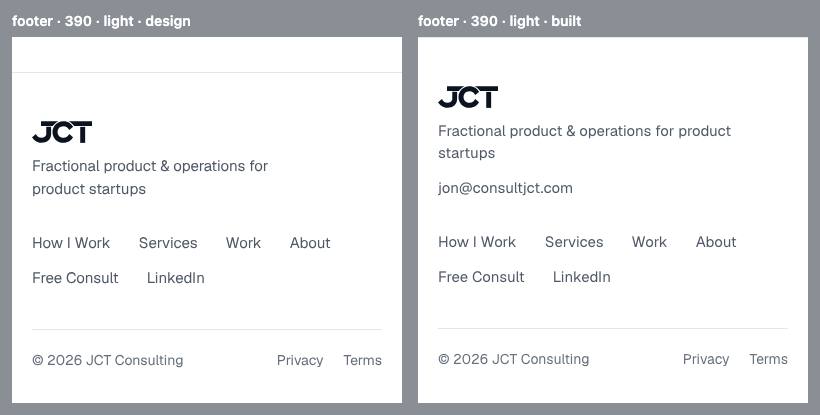 footer · 390 · light · design
JCT
Fractional product & operations for
product startups
How I Work Services Work About
Free Consult LinkedIn
© 2026 JCT Consulting Privacy Terms
footer · 390 · light · built
JCT
Fractional product & operations for product
startups
jon@consultjct.com
How I Work Services Work About
Free Consult LinkedIn
© 2026 JCT Consulting Privacy Terms